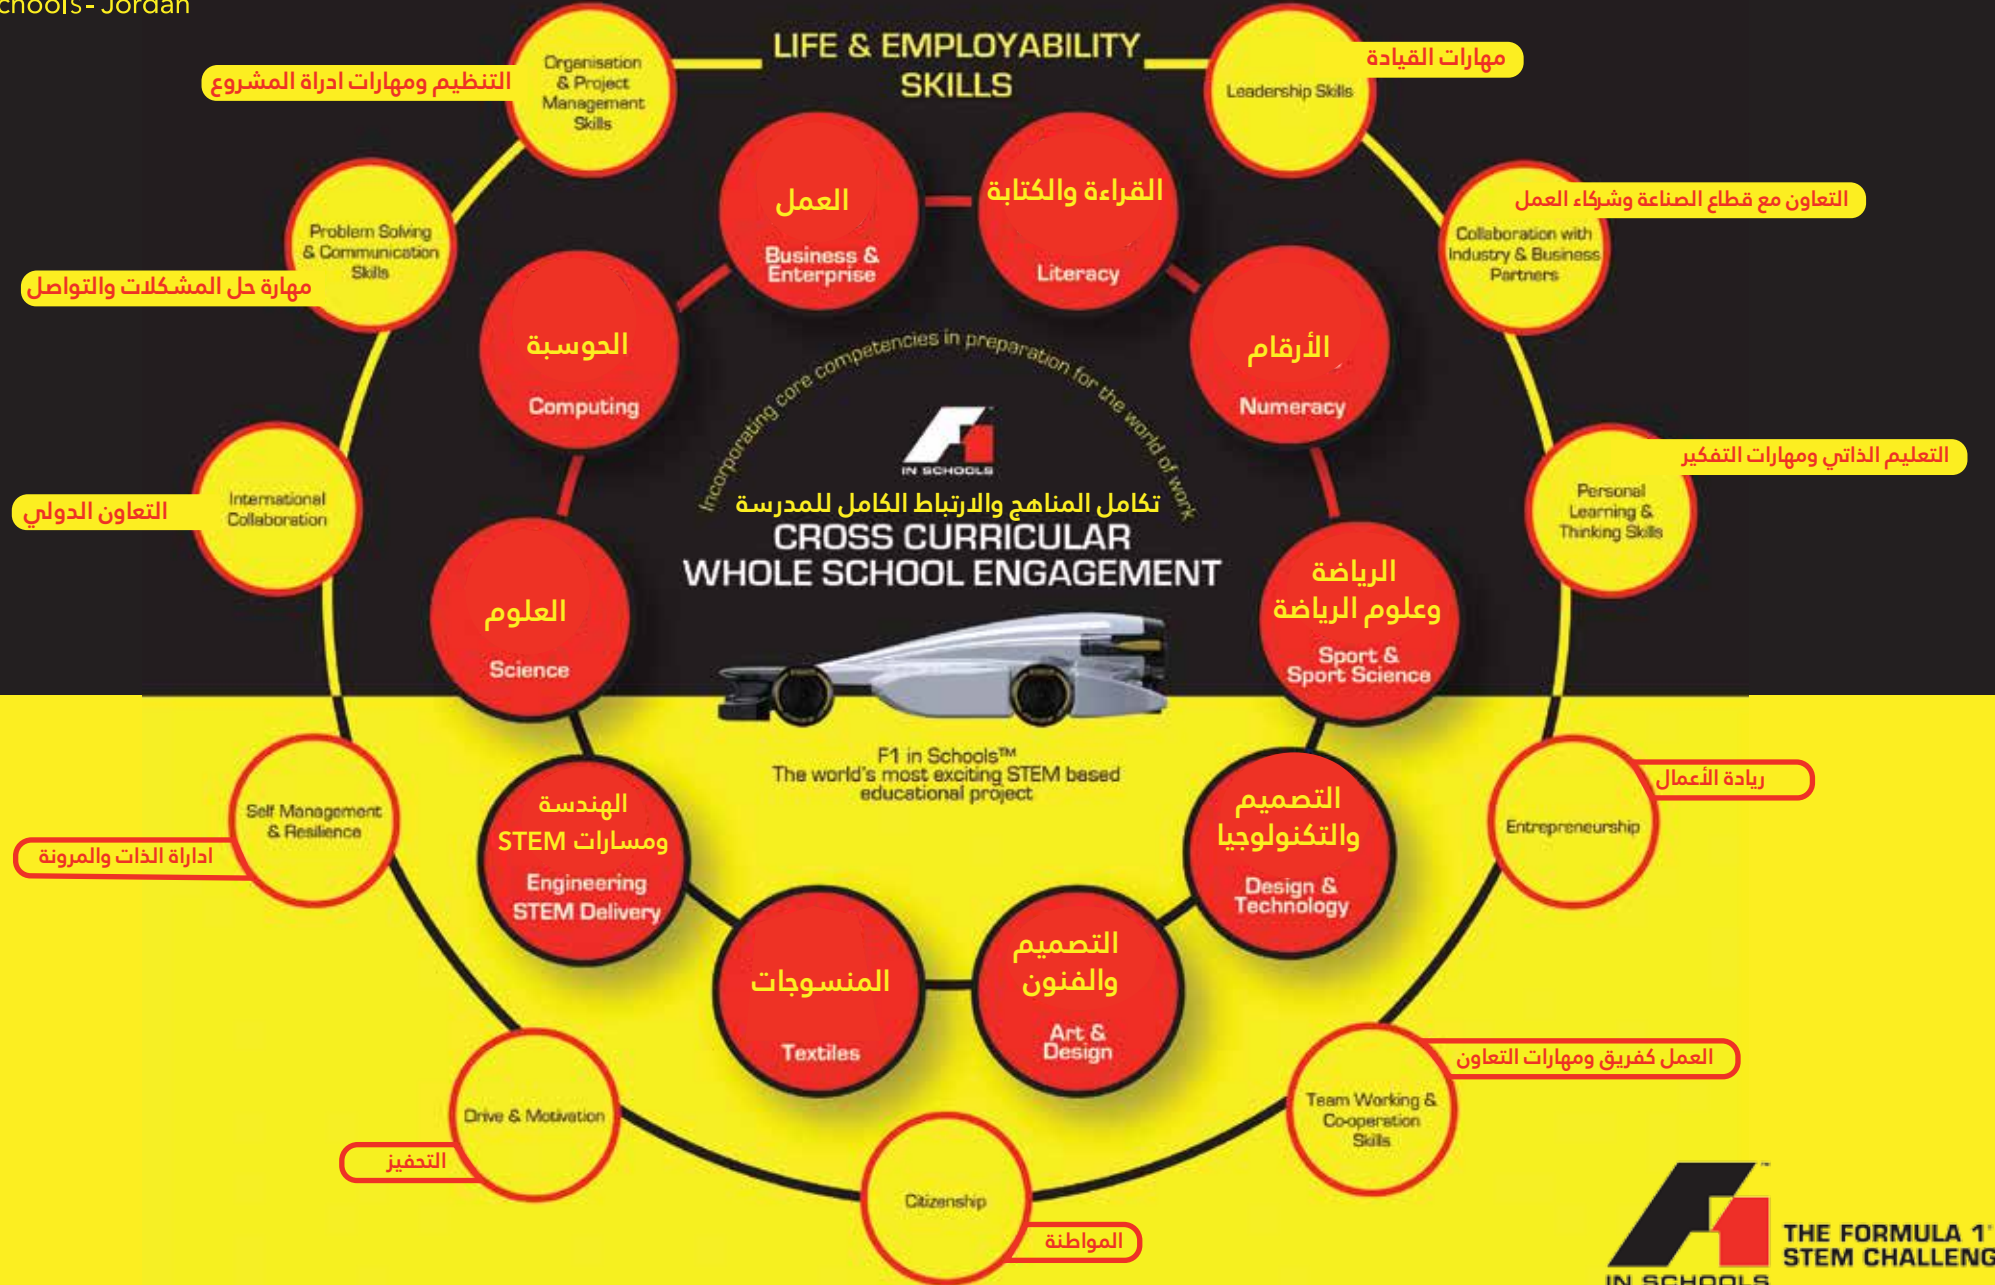 Schools - Jordan
LIFE & EMPLOYABILITY
SKILLS
التنظيم ومهارات ادراة المشروع
Organisation
& Project
Management
Skills
مهارات القيادة
Leadership Skills
التعاون مع قطاع الصناعة وشركاء العمل
Collaboration with
Industry & Business
Partners
مهارة حل المشكلات والتواصل
Problem Solving
& Communication
Skills
العمل
Business &
Enterprise
القراءة والكتابة
Literacy
الحوسبة
Computing
الأرقام
Numeracy
Incorporating core competencies in preparation for the world of work
IN SCHOOLS
تكامل المناهج والارتباط الكامل للمدرسة
CROSS CURRICULAR
WHOLE SCHOOL ENGAGEMENT
التعاون الدولي
International
Collaboration
التعليم الذاتي ومهارات التفكير
Personal
Learning &
Thinking Skills
العلوم
Science
الرياضة
وعلوم الرياضة
Sport &
Sport Science
F1 in Schools™
The world's most exciting STEM based
educational project
اداراة الذات والمرونة
Self Management
& Resilience
الهندسة
ومسارات STEM
Engineering
STEM Delivery
التصميم
والتكنولوجيا
Design &
Technology
ريادة الأعمال
Entrepreneurship
المنسوجات
Textiles
التصميم
والفنون
Art &
Design
التحفيز
Drive & Motivation
العمل كفريق ومهارات التعاون
Team Working &
Co-operation
Skills
Citizenship
المواطنة
IN SCHOOLS
THE FORMULA 1
STEM CHALLENG